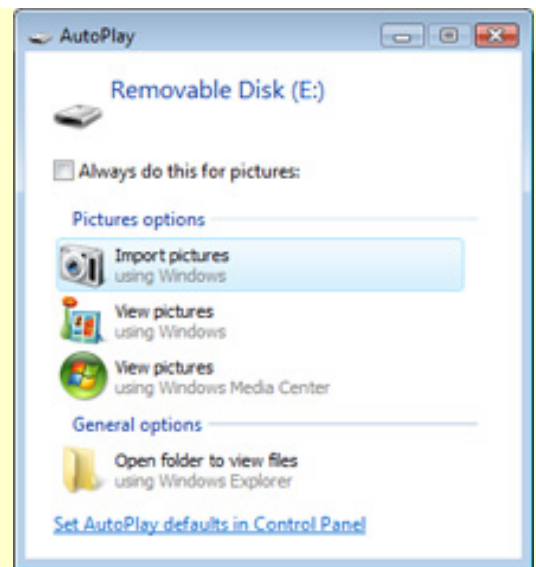 AutoPlay
Removable Disk (E:)
Always do this for pictures:
Pictures options
Import pictures
using Windows
View pictures
using Windows
View pictures
using Windows Media Center
General options
Open folder to view files
using Windows Explorer
Set AutoPlay defaults in Control Panel